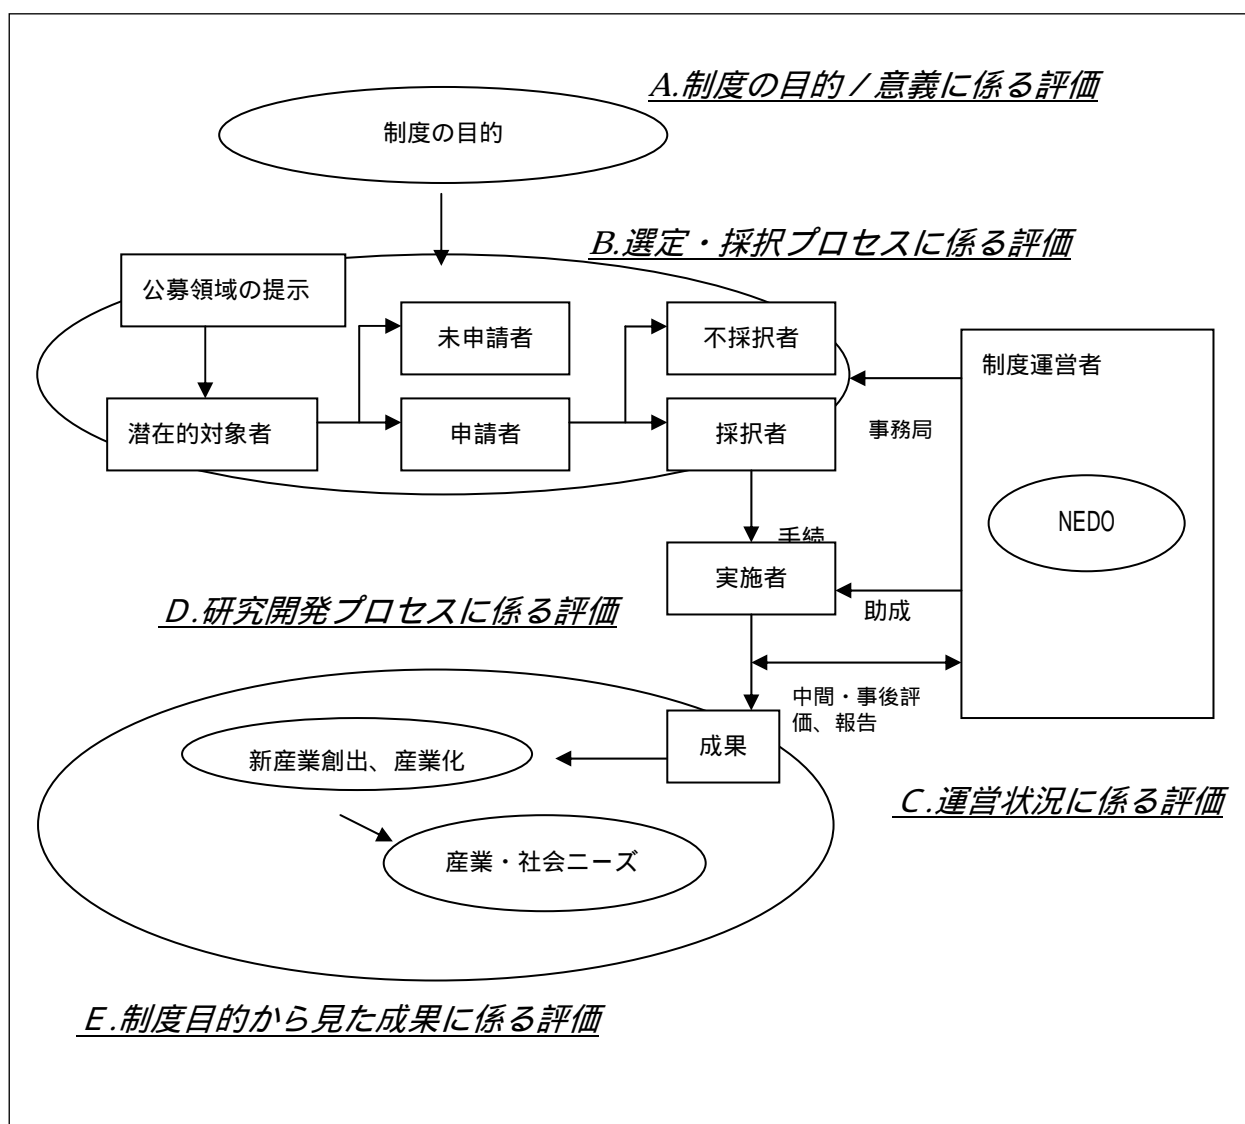 A.制度の目的／意義に係る評価
制度の目的
B.選定・採択プロセスに係る評価
公募領域の提示
未申請者
不採択者
制度運営者
潜在的対象者
申請者
採択者
事務局
NEDO
手続
実施者
D.研究開発プロセスに係る評価
助成
中間・事後評
価、報告
成果
新産業創出、産業化
C.運営状況に係る評価
産業・社会ニーズ
E.制度目的から見た成果に係る評価